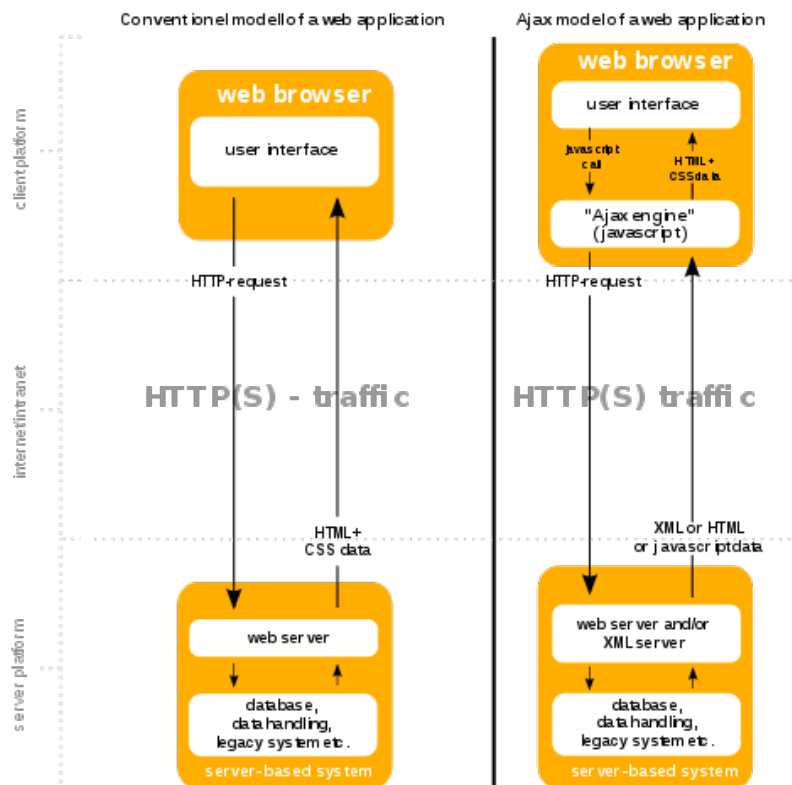 Conventionel modell of a web application
web browser
user interface
HTTP-request
HTTP(S) - traffic
HTML +
CSS data
web server
database,
data handling,
legacy system etc.
server-based system
Ajax model of a web application
web browser
user interface
Javascript
call
HTML +
CSS data
"Ajax engine"
(javascript)
HTTP-request
HTTP(S) traffic
XML or HTML
or javascript data
web server and/or
XML server
database,
data handling,
legacy system etc.
server-based system
client platform
internet/intranet
server platform